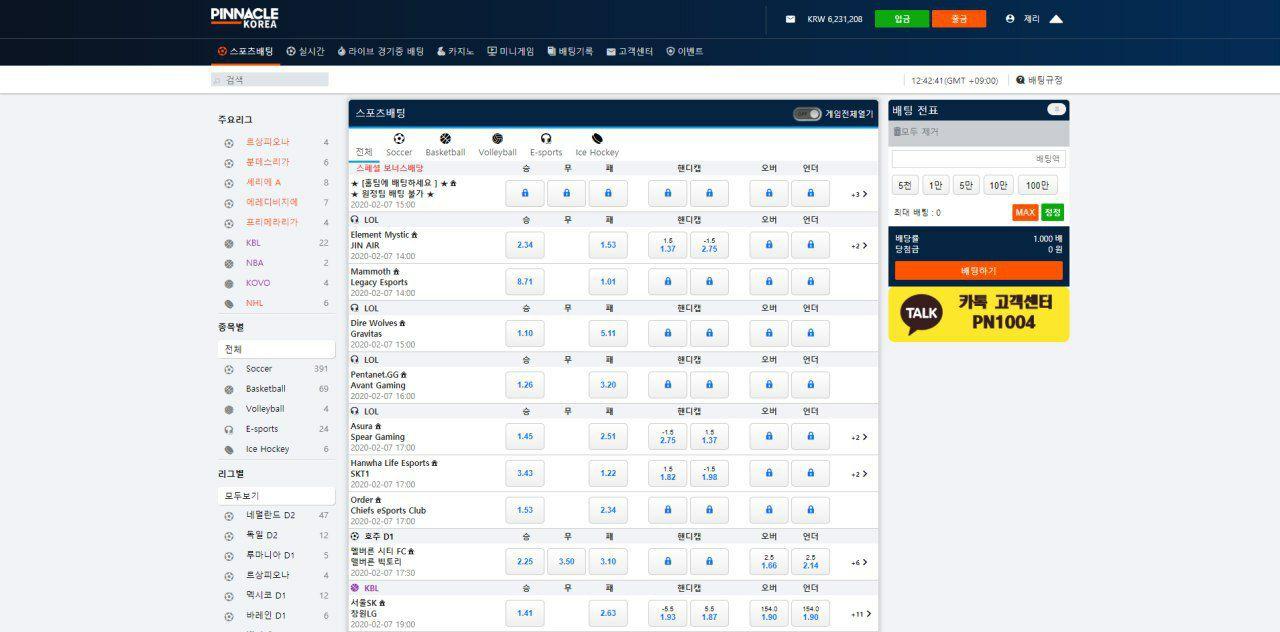 PINNACLE
KOREA
KRW 6,231,208
입금
출금
제리
스포츠배팅
실시간
라이브 경기중 배팅
카지노
미니게임
배팅기록
고객센터
이벤트
검색
12:42:41(GMT +09:00)
배팅규정
주요리그
르샹피오나 4
분데스리가 6
세리에 A 8
에레디비지에 7
프리메라리가 4
KBL 22
NBA 2
KOVO 4
NHL 6
종목별
전체
Soccer 391
Basketball 69
Volleyball 4
E-sports 24
Ice Hockey 6
리그별
모두보기
네덜란드 D2 47
독일 D2 12
루마니아 D1 5
르샹피오나 4
멕시코 D1 12
바레인 D1 6
스포츠배팅
OFF 게임전체열기
전체 Soccer Basketball Volleyball E-sports Ice Hockey
스페셜 보너스배당 승 무 패 핸디캡 오버 언더
★ [홈팀에 배팅하세요 ] ★
★ 원정팀 배팅 불가 ★ +3
2020-02-07 15:00
LOL 승 무 패 핸디캡 오버 언더
Element Mystic 1.5 -1.5
JIN AIR 2.34 1.53 1.37 2.75 +2
2020-02-07 14:00
Mammoth
Legacy Esports 8.71 1.01
2020-02-07 14:00
LOL 승 무 패 핸디캡 오버 언더
Dire Wolves
Gravitas 1.10 5.11
2020-02-07 15:00
LOL 승 무 패 핸디캡 오버 언더
Pentanet.GG
Avant Gaming 1.26 3.20
2020-02-07 16:00
LOL 승 무 패 핸디캡 오버 언더
Asura -1.5 1.5
Spear Gaming 1.45 2.51 2.75 1.37 +2
2020-02-07 17:00
Hanwha Life Esports 1.5 -1.5
SKT1 3.43 1.22 1.82 1.98 +2
2020-02-07 17:00
Order
Chiefs eSports Club 1.53 2.34
2020-02-07 17:00
호주 D1 승 무 패 핸디캡 오버 언더
멜버른 시티 FC 2.5 2.5
멜버른 빅토리 2.25 3.50 3.10 1.66 2.14 +6
2020-02-07 17:30
KBL 승 무 패 핸디캡 오버 언더
서울SK -5.5 5.5 154.0 154.0
창원LG 1.41 2.63 1.93 1.87 1.90 1.90 +11
2020-02-07 19:00
배팅 전표
모두 제거
배팅액
5천 1만 5만 10만 100만
최대 배팅 : 0 MAX 정정
배당률 1.000 배
당첨금 0 원
배팅하기
TALK
카톡 고객센터
PN1004